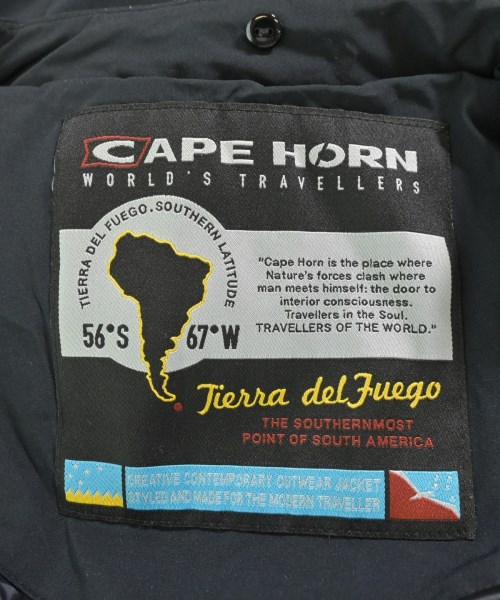 CAPE HORN
WORLD'S TRAVELLERS
TIERRA DEL FUEGO. SOUTHERN LATITUDE
56°S 67°W
"Cape Horn is the place where
Nature's forces clash where
man meets himself: the door to
interior consciousness.
Travellers in the Soul.
TRAVELLERS OF THE WORLD."
Tierra del Fuego
THE SOUTHERNMOST
POINT OF SOUTH AMERICA
CREATIVE CONTEMPORARY OUTWEAR JACKET
STYLED AND MADE FOR THE MODERN TRAVELLER